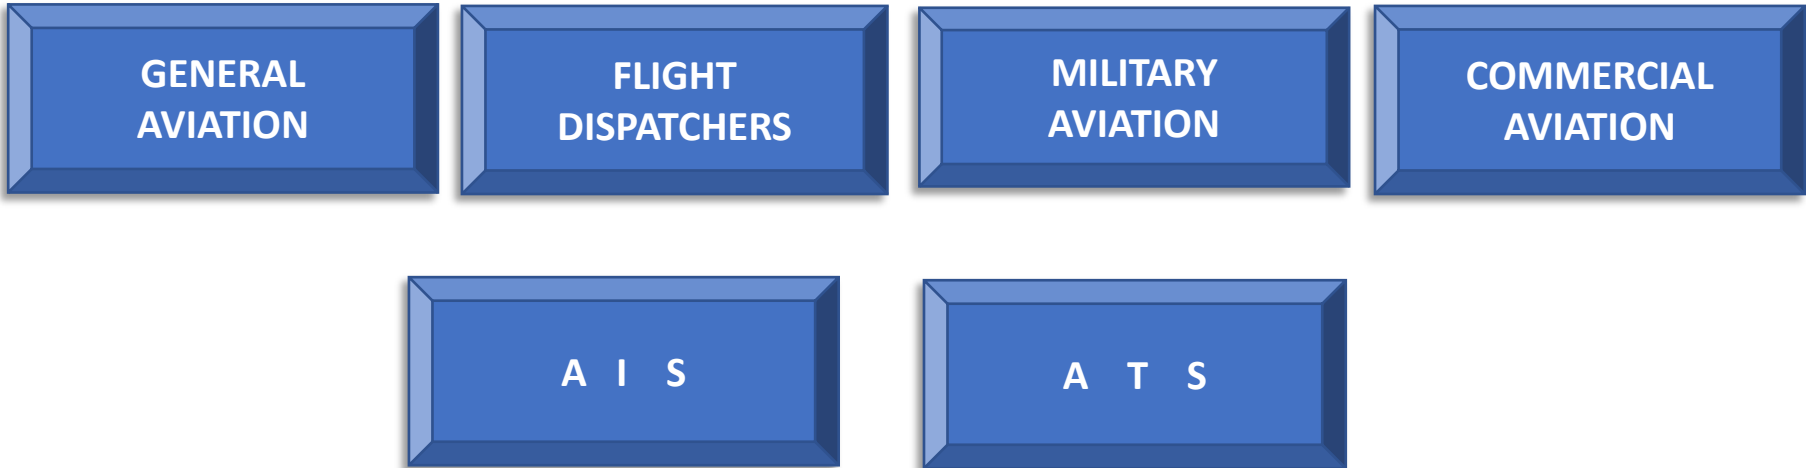 GENERAL
AVIATION
FLIGHT
DISPATCHERS
MILITARY
AVIATION
COMMERCIAL
AVIATION
A I S
A T S